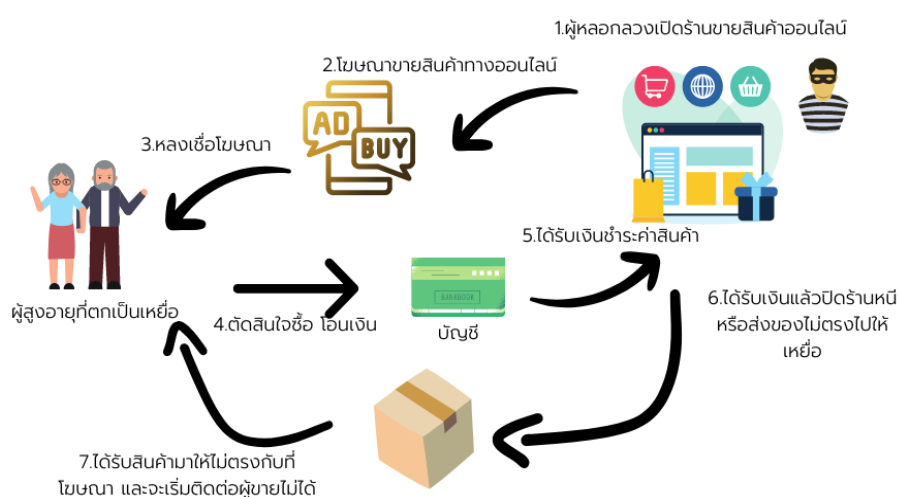 1.ผู้หลอกลวงเปิดร้านขายสินค้าออนไลน์
2.โฆษณาขายสินค้าทางออนไลน์
AD
BUY
3.หลงเชื่อโฆษณา
ผู้สูงอายุที่ตกเป็นเหยื่อ
4.ตัดสินใจซื้อ โอนเงิน
BANKBOOK
บัญชี
5.ได้รับเงินชำระค่าสินค้า
6.ได้รับเงินแล้วปิดร้านหนี
หรือส่งของไม่ตรงไปให้
เหยื่อ
7.ได้รับสินค้ามาให้ไม่ตรงกับที่
โฆษณา และจะเริ่มติดต่อผู้ขายไม่ได้